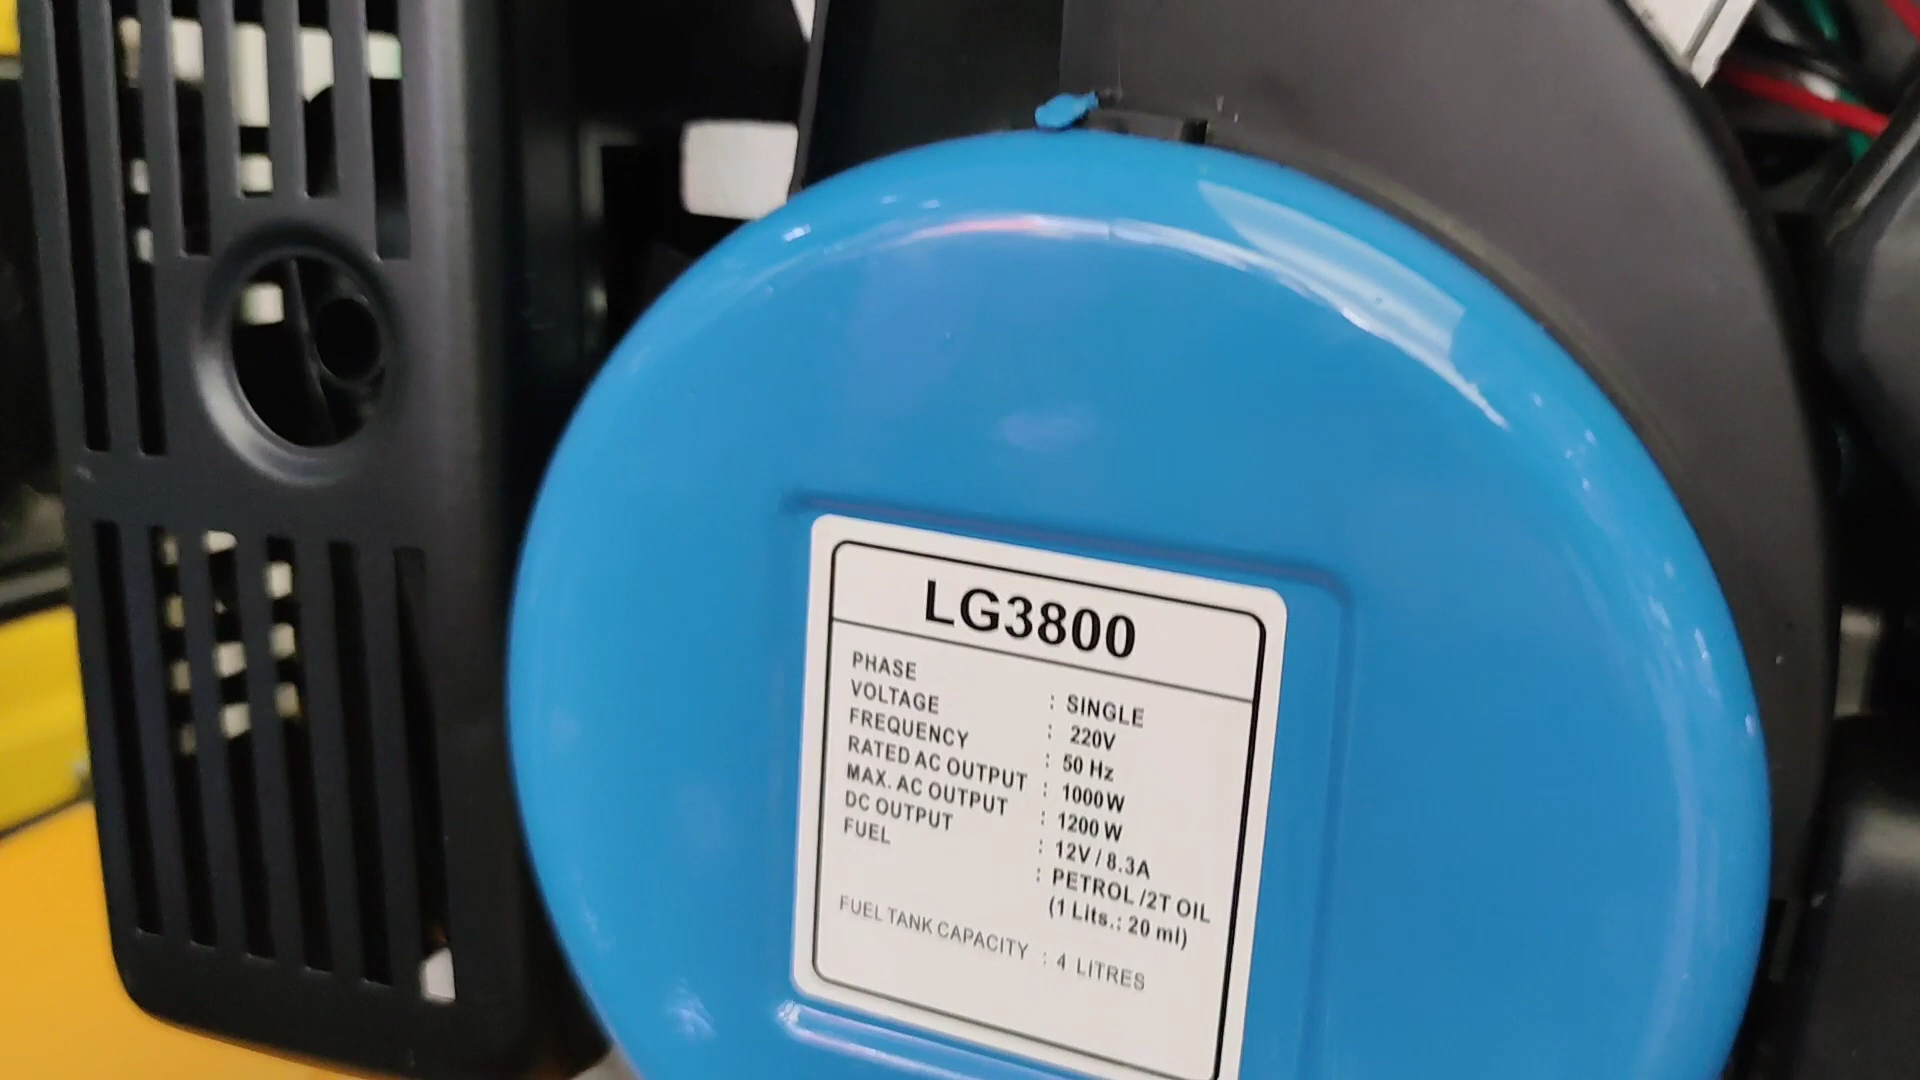 LG3800
PHASE : SINGLE
VOLTAGE : 220V
FREQUENCY : 50 Hz
RATED AC OUTPUT : 1000W
MAX. AC OUTPUT : 1200 W
DC OUTPUT : 12V / 8.3A
FUEL : PETROL /2T OIL
(1 Lits.: 20 ml)
FUEL TANK CAPACITY : 4 LITRES